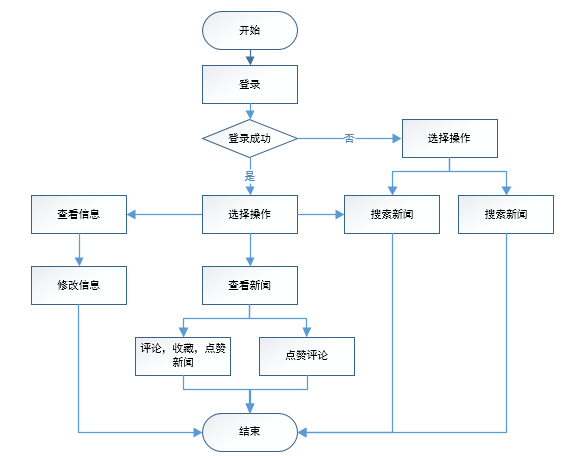 开始
登录
登录成功
否
选择操作
是
查看信息
选择操作
搜索新闻
搜索新闻
修改信息
查看新闻
评论，收藏，点赞
新闻
点赞评论
结束